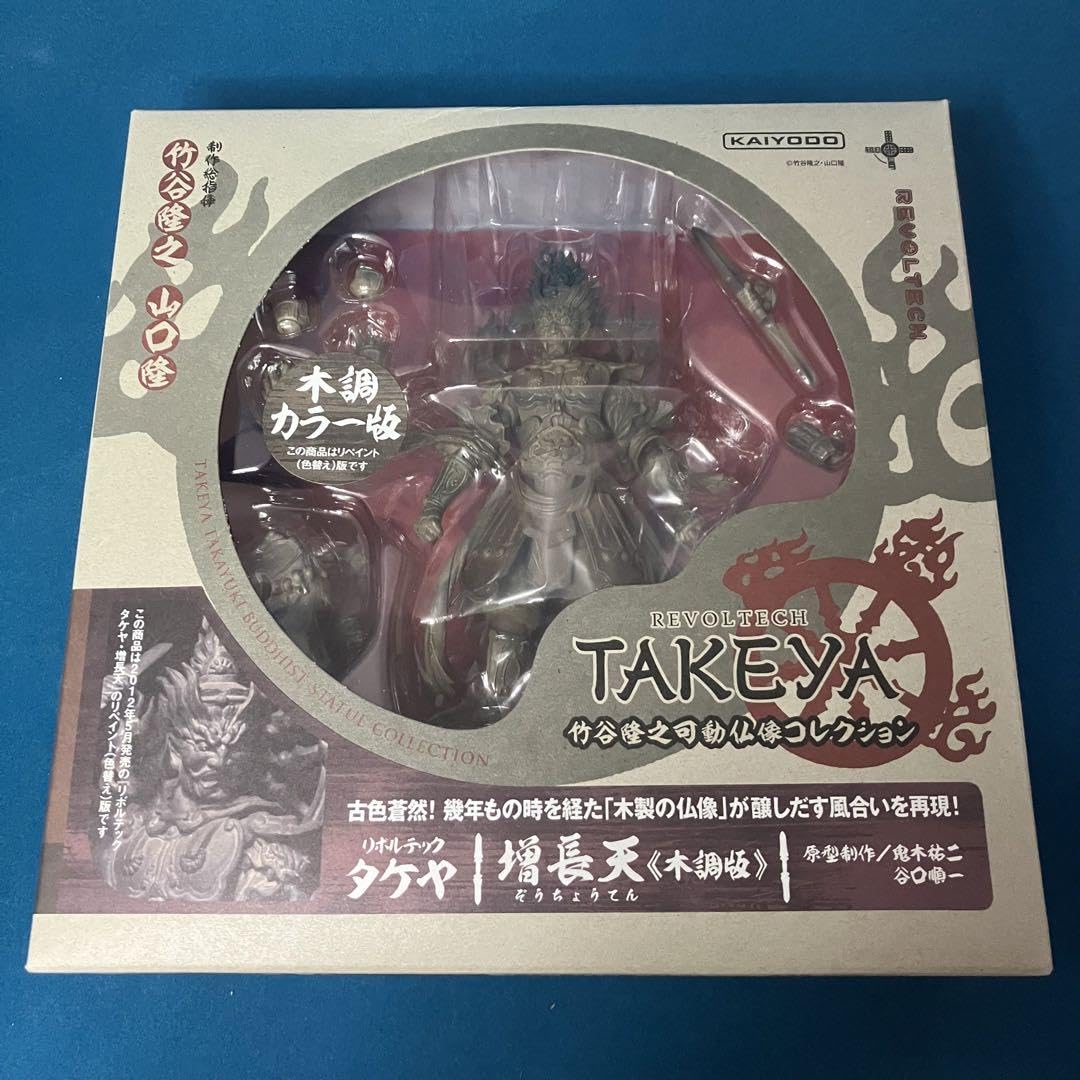 制作総指揮
竹谷隆之
山口隆
KAIYODO
©竹谷隆之・山口隆
REVOLTECH
木調
カラー版
この商品はリペイント
(色替え)版です
TAKEYA TAKAYUKI BUDDHIST STATUE COLLECTION
REVOLTECH
TAKEYA
竹谷隆之可動仏像コレクション
この商品は2012年5月発売の「リボルテック
タケヤ・増長天」のリペイント(色替え)版です
古色蒼然!幾年もの時を経た「木製の仏像」が醸しだす風合いを再現!
リボルテック
タケヤ
増長天《木調版》
ぞうちょうてん
原型制作/鬼木祐二
谷口順一